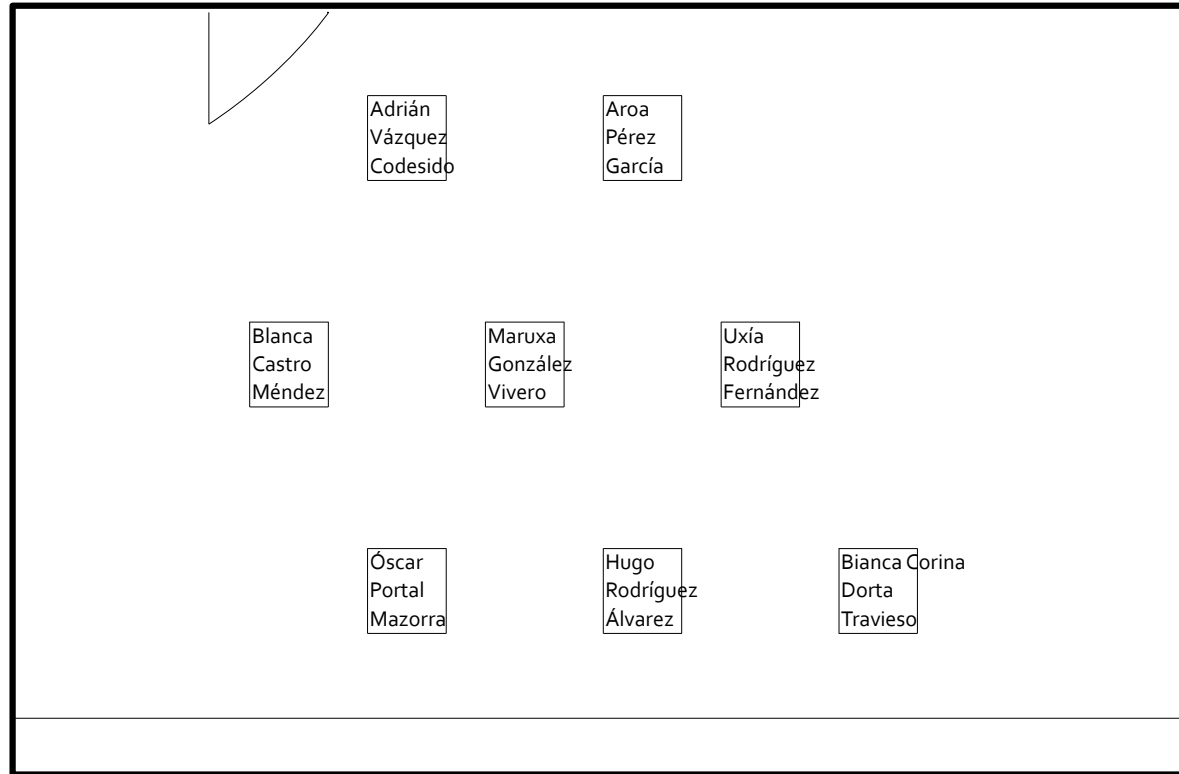 Adrián
Vázquez
Codesido
Aroa
Pérez
García
Blanca
Castro
Méndez
Maruxa
González
Vivero
Uxía
Rodríguez
Fernández
Óscar
Portal
Mazorra
Hugo
Rodríguez
Álvarez
Bianca Corina
Dorta
Travieso